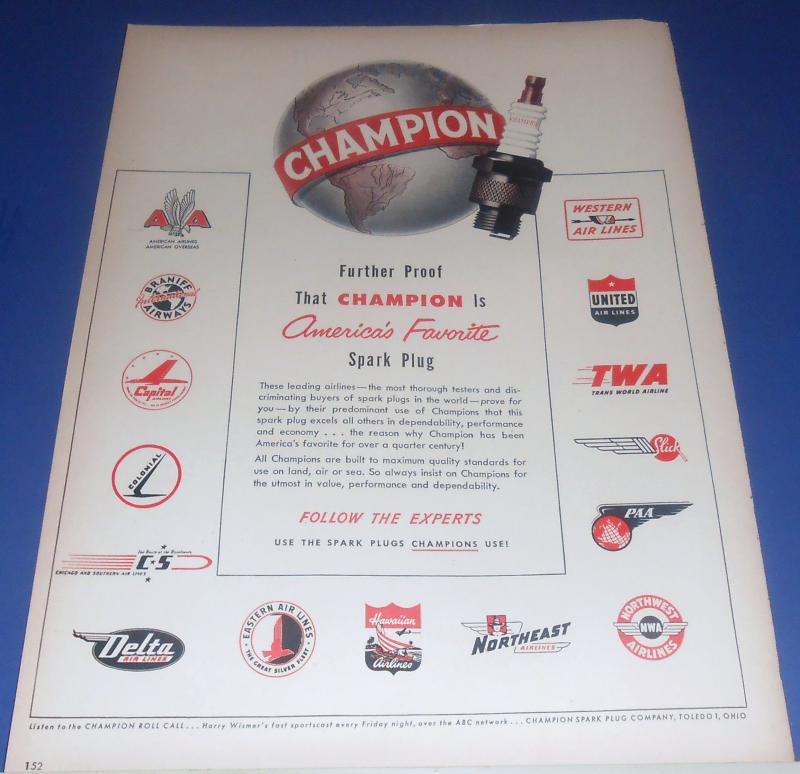 CHAMPION
CHAMPION
AA
AMERICAN AIRLINES
AMERICAN OVERSEAS
BRANIFF
International
AIRWAYS
Capital
AIRLINES
COLONIAL
The Route of the Dixieliners
C★S
CHICAGO AND SOUTHERN AIR LINES
Further Proof
That CHAMPION Is
America's Favorite
Spark Plug
These leading airlines—the most thorough testers and dis-
criminating buyers of spark plugs in the world—prove for
you—by their predominant use of Champions that this
spark plug excels all others in dependability, performance
and economy . . . the reason why Champion has been
America's favorite for over a quarter century!
All Champions are built to maximum quality standards for
use on land, air or sea. So always insist on Champions for
the utmost in value, performance and dependability.
FOLLOW THE EXPERTS
USE THE SPARK PLUGS CHAMPIONS USE!
WESTERN
AIR LINES
UNITED
AIR LINES
TWA
TRANS WORLD AIRLINE
Slick
PAA
Delta
AIR LINES
EASTERN AIR LINES
THE GREAT SILVER FLEET
Hawaiian
Airlines
NORTHEAST
AIRLINES
NORTHWEST
NWA
AIRLINES
Listen to the CHAMPION ROLL CALL . . . Harry Wismer's fast sportscast every Friday night, over the ABC network . . . CHAMPION SPARK PLUG COMPANY, TOLEDO 1, OHIO
152